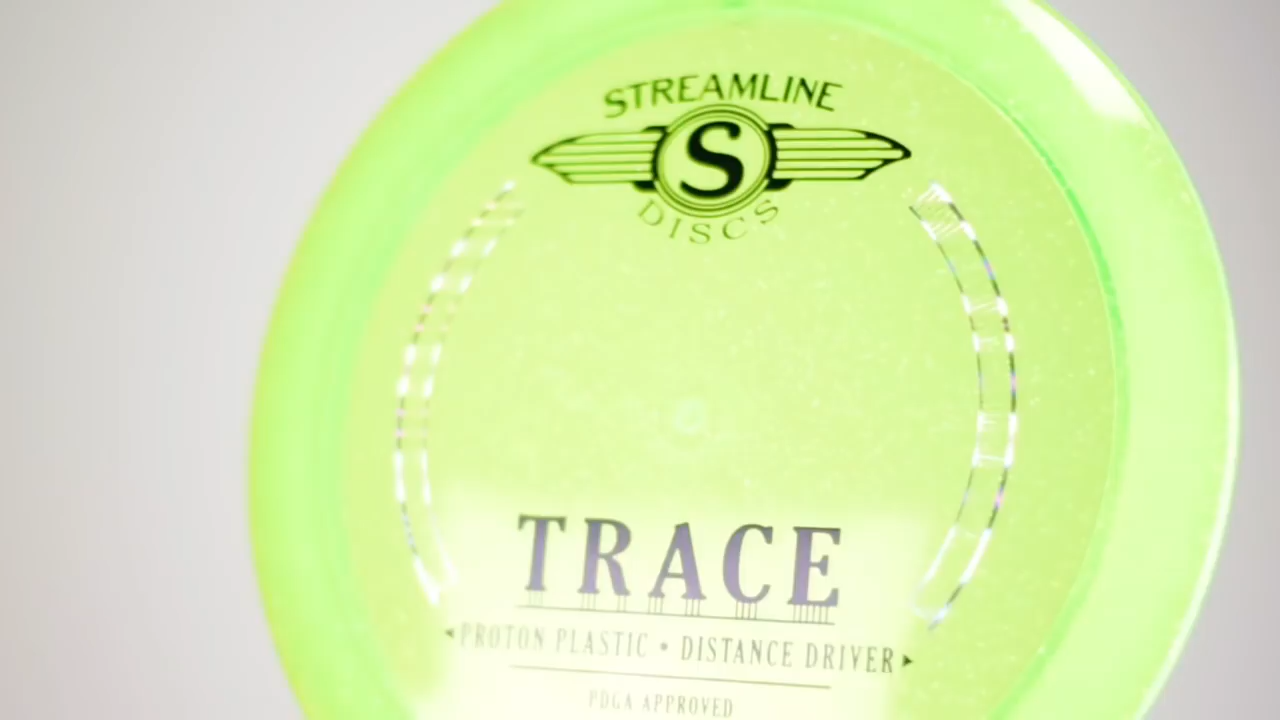 STREAMLINE
S
DISCS
TRACE
PROTON PLASTIC • DISTANCE DRIVER
PDGA APPROVED